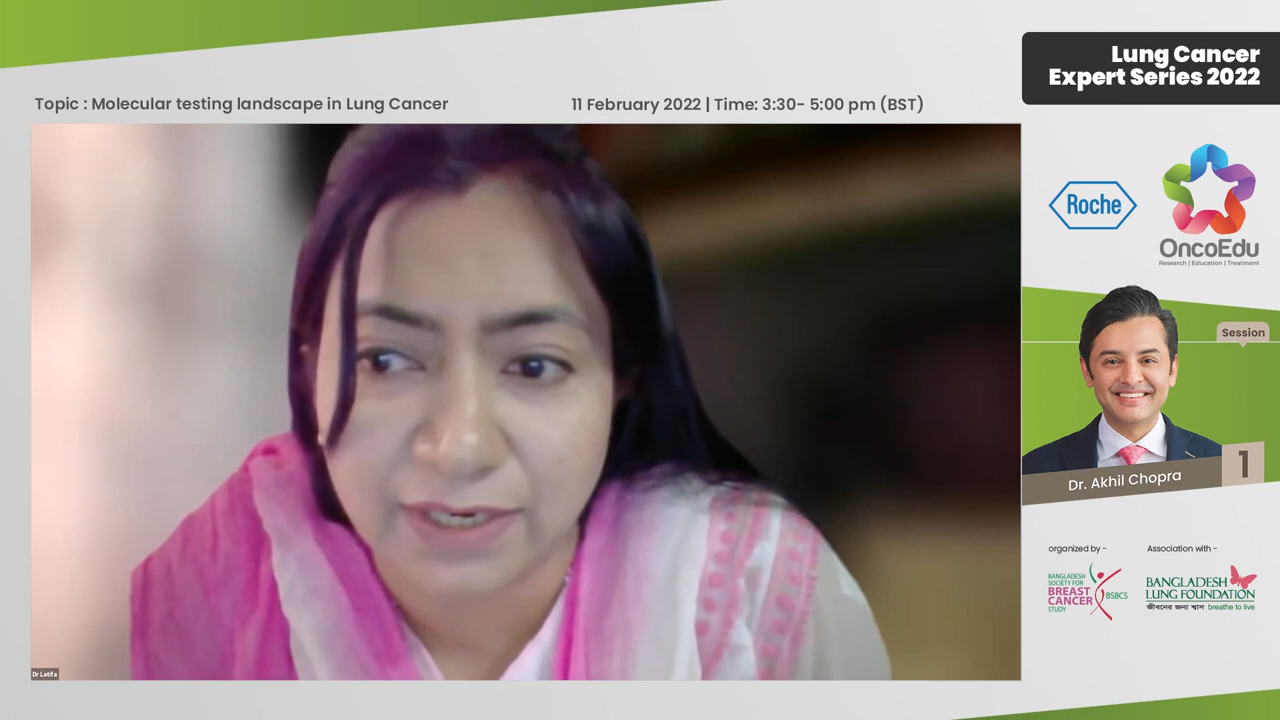 Lung Cancer
Expert Series 2022
Topic : Molecular testing landscape in Lung Cancer
11 February 2022 | Time: 3:30- 5:00 pm (BST)
Roche
OncoEdu
Research | Education | Treatment
Session
1
Dr. Akhil Chopra
organized by -
Association with -
BANGLADESH
SOCIETY FOR
BREAST
CANCER
STUDY
BSBCS
BANGLADESH
LUNG FOUNDATION
জীবনের জন্য শ্বাস breathe to live
Dr Latifa